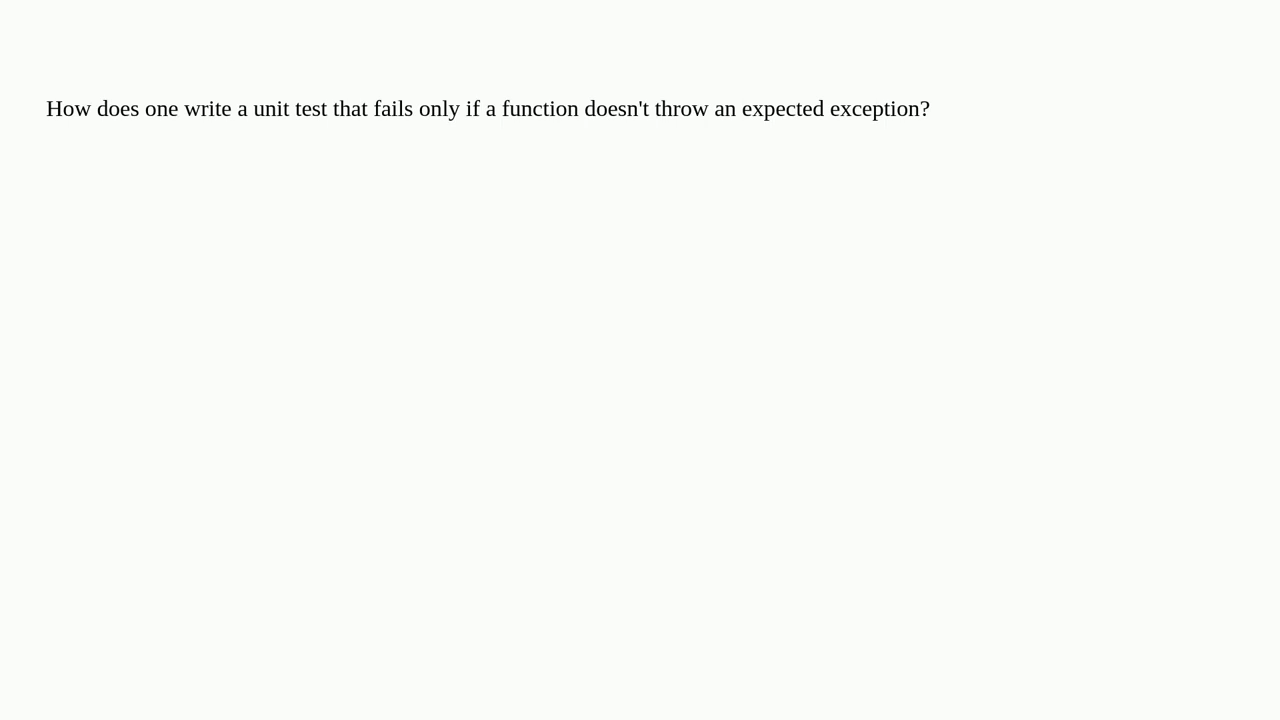 How does one write a unit test that fails only if a function doesn't throw an expected exception?